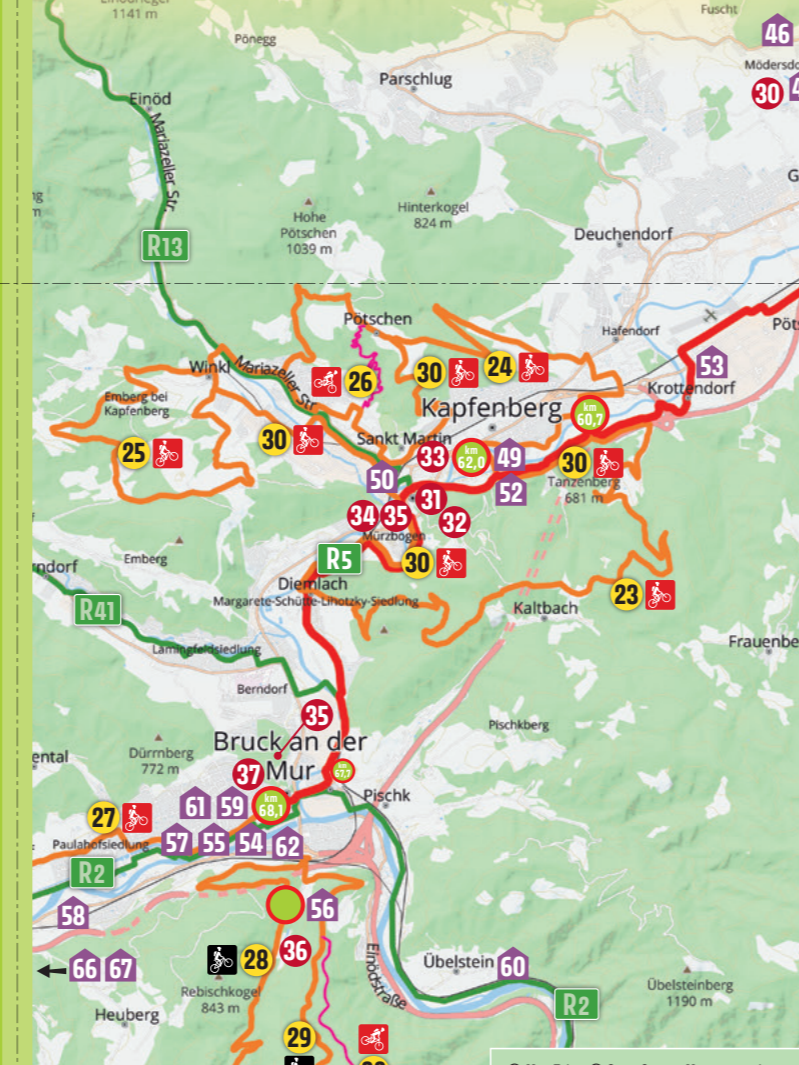 1141 m
Pönegg
Fuscht
46
Parschlug
30
Einöd
Mariazeller Str.
Hohe
Pötschen
1039 m
Hinterkogel
824 m
Deuchendorf
R13
Pötschen
Hafendorf
53
Krottendorf
Winkl
Mariazeller Str
26
30
24
Kapfenberg
km
60,7
Emberg bei
Kapfenberg
25
30
Sankt Martin
33
km
62,0
49
30
50
52
Tanzenberg
681 m
31
34
35
32
Mürzbogen
R5
30
Emberg
Diemlach
Margarete-Schütte-Lihotzky-Siedlung
23
Kaltbach
R41
Lamingfeldsiedlung
Berndorf
35
Pischkberg
Bruck an der
Mur
Dürrnberg
772 m
37
km
67,7
61
59
km
68,1
Pischk
27
Paulahofsiedlung
57
55
54
62
R2
58
56
66
67
28
36
Rebischkogel
843 m
Einödstraße
Übelstein
60
R2
Übelsteinberg
1190 m
Heuberg
29